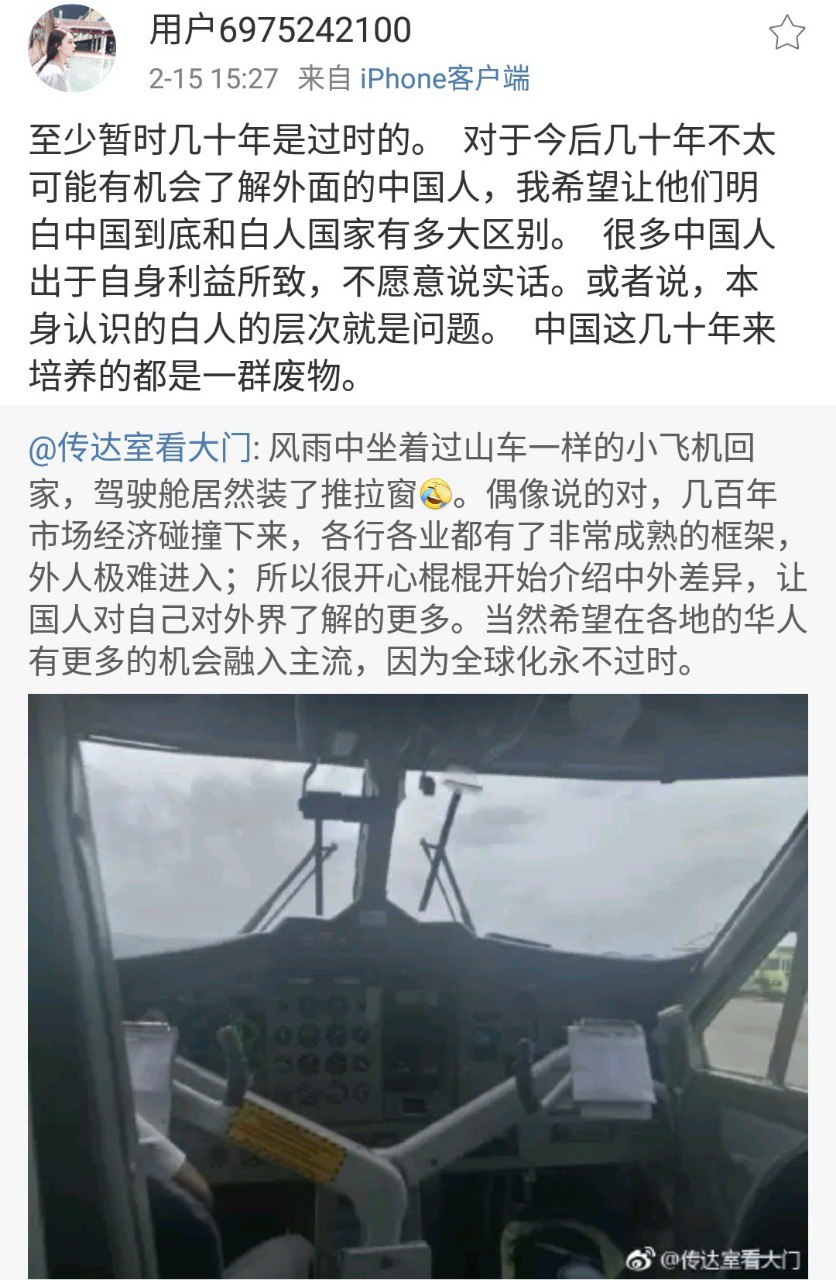 用户6975242100
2-15 15:27 来自 iPhone客户端
至少暂时几十年是过时的。 对于今后几十年不太
可能有机会了解外面的中国人，我希望让他们明
白中国到底和白人国家有多大区别。 很多中国人
出于自身利益所致，不愿意说实话。或者说，本
身认识的白人的层次就是问题。 中国这几十年来
培养的都是一群废物。
@传达室看大门: 风雨中坐着过山车一样的小飞机回
家，驾驶舱居然装了推拉窗🤣。偶像说的对，几百年
市场经济碰撞下来，各行各业都有了非常成熟的框架，
外人极难进入；所以很开心棍棍开始介绍中外差异，让
国人对自己对外界了解的更多。当然希望在各地的华人
有更多的机会融入主流，因为全球化永不过时。
@传达室看大门